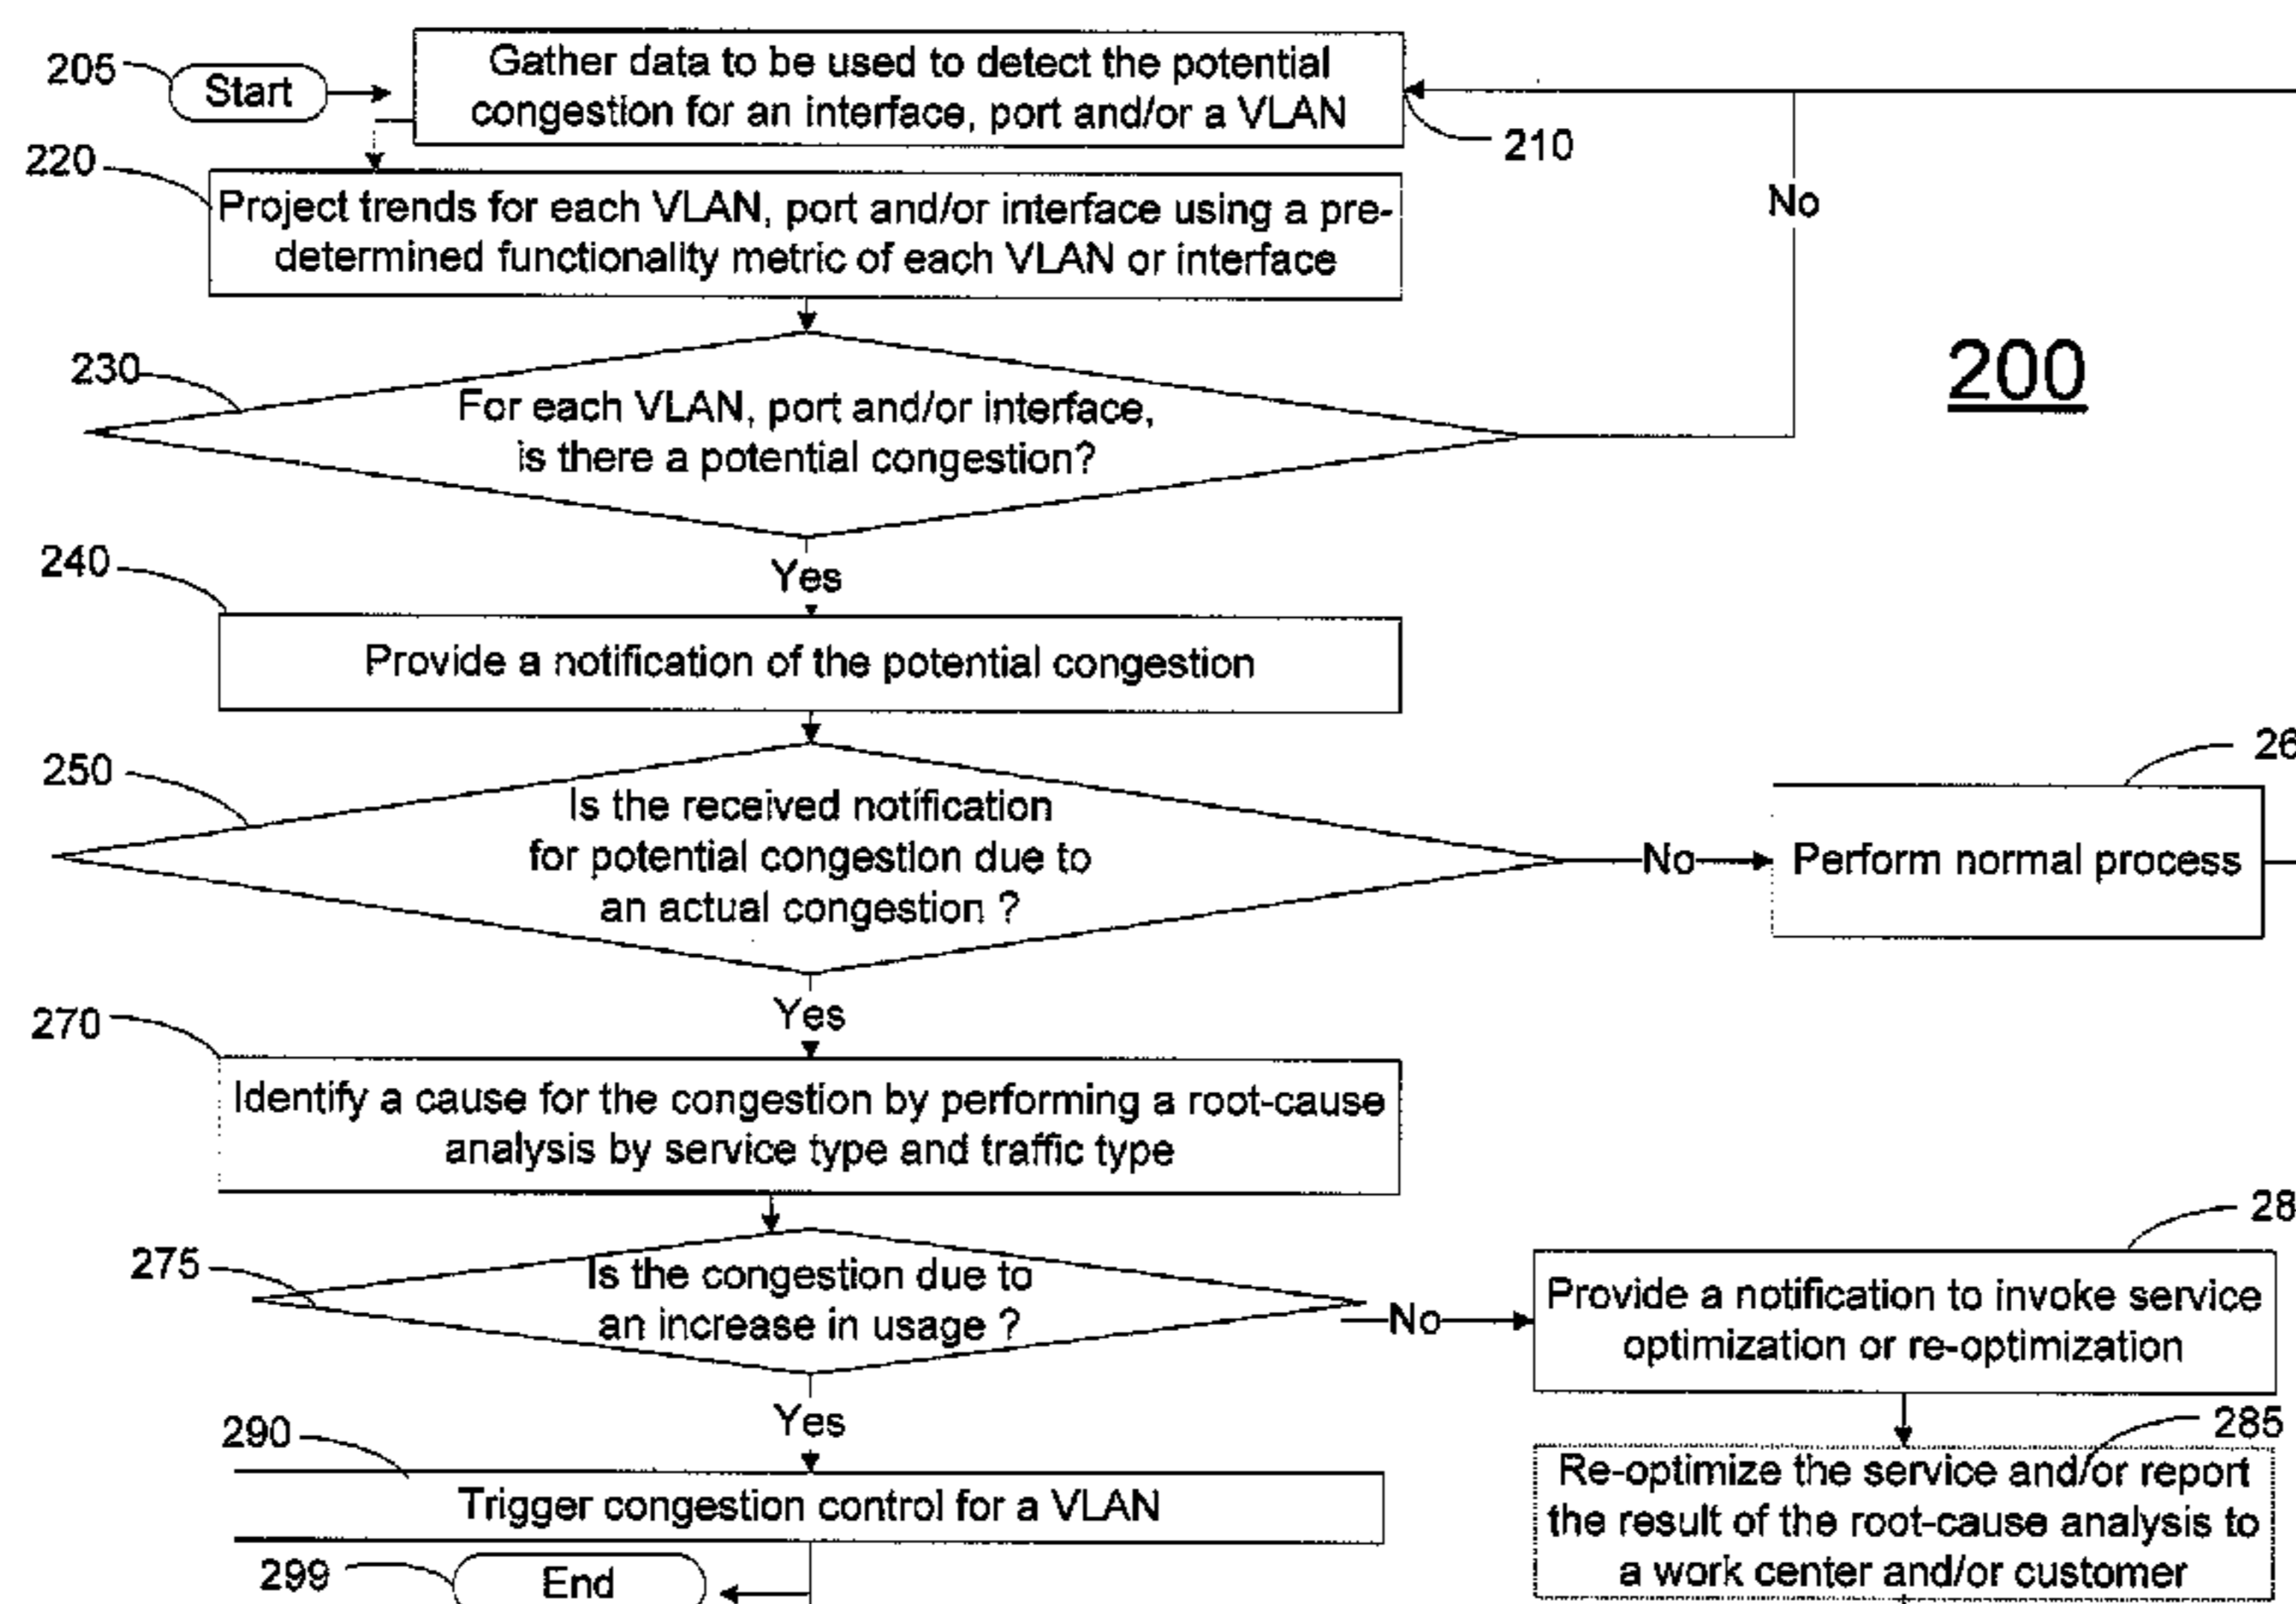 205
Start
Gather data to be used to detect the potential
congestion for an interface, port and/or a VLAN
210
220
Project trends for each VLAN, port and/or interface using a pre-
determined functionality metric of each VLAN or interface
No
200
230
For each VLAN, port and/or interface,
is there a potential congestion?
Yes
240
Provide a notification of the potential congestion
250
Is the received notification
for potential congestion due to
an actual congestion ?
No
26
Perform normal process
Yes
270
Identify a cause for the congestion by performing a root-cause
analysis by service type and traffic type
275
Is the congestion due to
an increase in usage ?
No
28
Provide a notification to invoke service
optimization or re-optimization
Yes
285
Re-optimize the service and/or report
the result of the root-cause analysis to
a work center and/or customer
290
Trigger congestion control for a VLAN
299
End